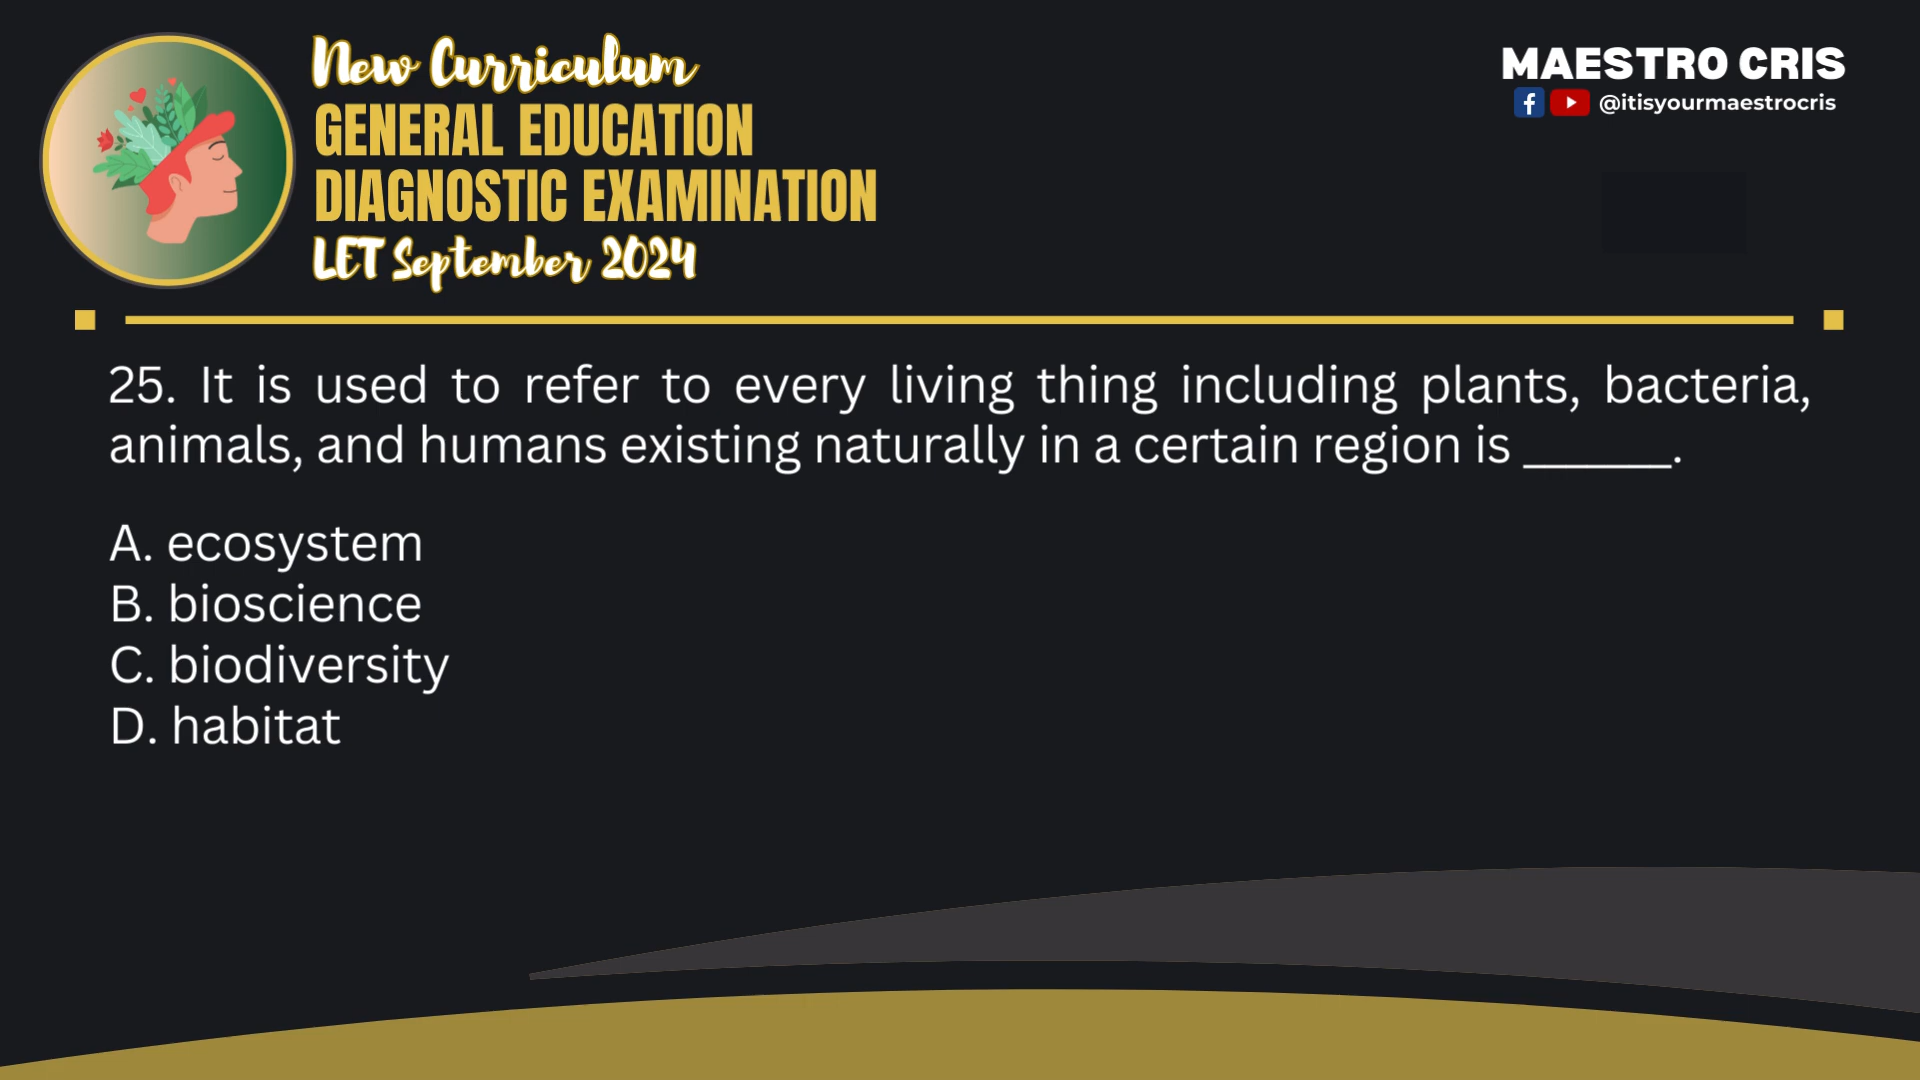 New Curriculum
GENERAL EDUCATION
DIAGNOSTIC EXAMINATION
LET September 2024
MAESTRO CRIS
@itisyourmaestrocris
25. It is used to refer to every living thing including plants, bacteria,
animals, and humans existing naturally in a certain region is ______.
A. ecosystem
B. bioscience
C. biodiversity
D. habitat